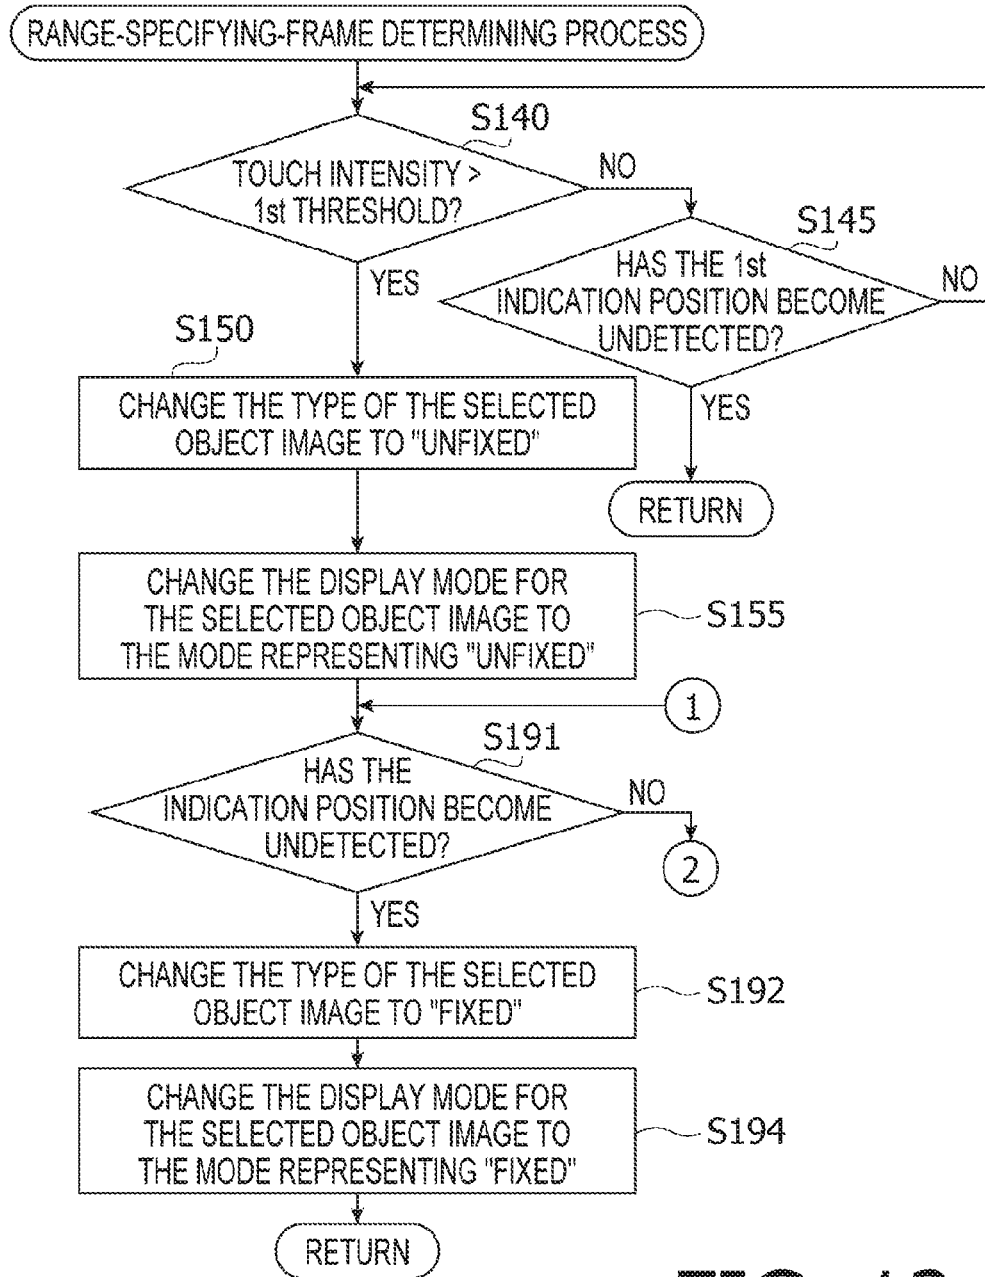 RANGE-SPECIFYING-FRAME DETERMINING PROCESS
S140
TOUCH INTENSITY >
1st THRESHOLD?
NO
YES
S145
HAS THE 1st
INDICATION POSITION BECOME
UNDETECTED?
NO
YES
RETURN
S150
CHANGE THE TYPE OF THE SELECTED
OBJECT IMAGE TO "UNFIXED"
CHANGE THE DISPLAY MODE FOR
THE SELECTED OBJECT IMAGE TO
THE MODE REPRESENTING "UNFIXED"
S155
1
S191
HAS THE
INDICATION POSITION BECOME
UNDETECTED?
NO
2
YES
CHANGE THE TYPE OF THE SELECTED
OBJECT IMAGE TO "FIXED"
S192
CHANGE THE DISPLAY MODE FOR
THE SELECTED OBJECT IMAGE TO
THE MODE REPRESENTING "FIXED"
S194
RETURN